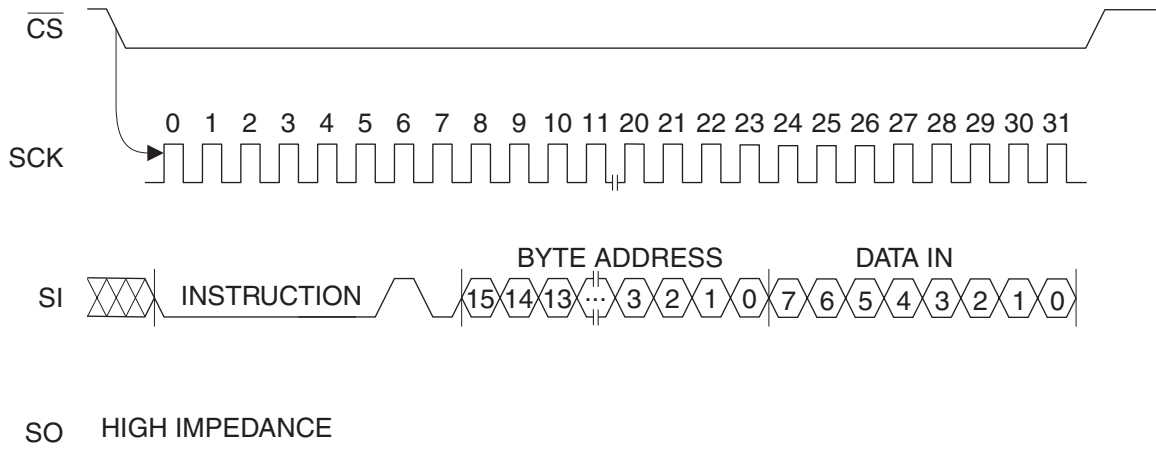 CS
0 1 2 3 4 5 6 7 8 9 10 11 20 21 22 23 24 25 26 27 28 29 30 31
SCK
BYTE ADDRESS DATA IN
SI INSTRUCTION 15 14 13 ... 3 2 1 0 7 6 5 4 3 2 1 0
SO HIGH IMPEDANCE